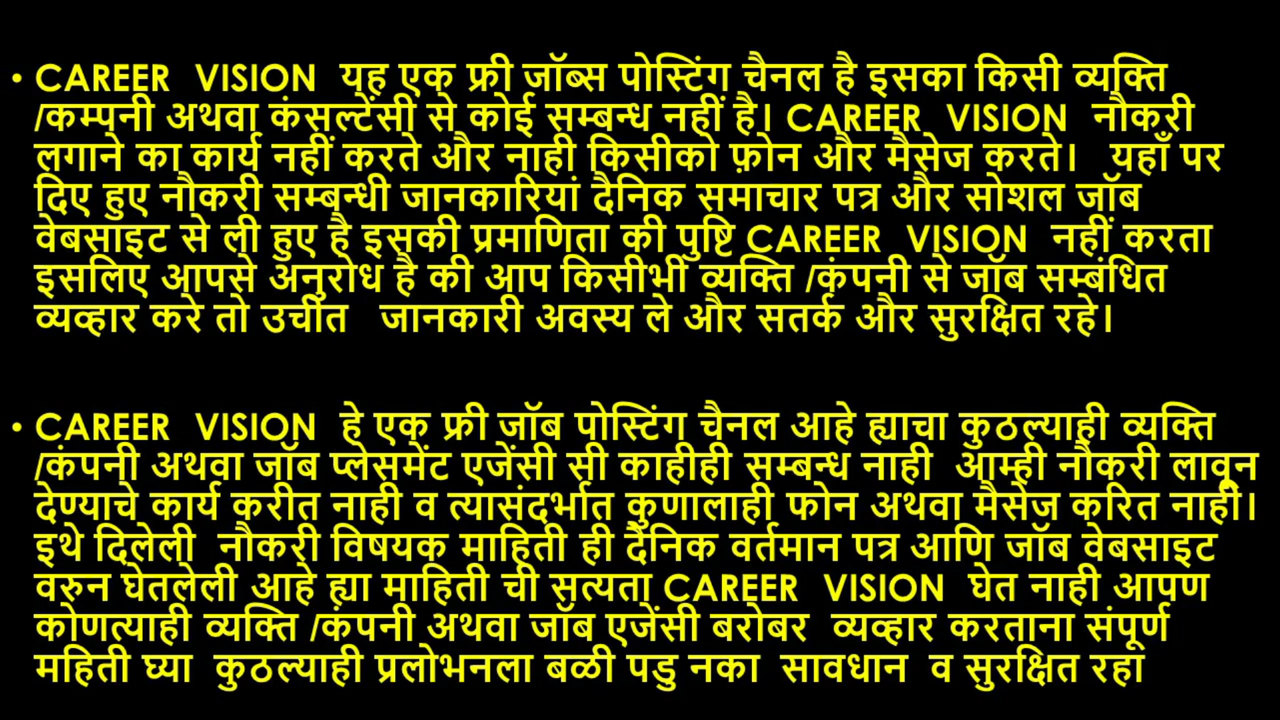 • CAREER VISION यह एक फ्री जॉब्स पोस्टिंग चैनल है इसका किसी व्यक्ति
/कम्पनी अथवा कंसल्टेंसी से कोई सम्बन्ध नहीं है। CAREER VISION नौकरी
लगाने का कार्य नहीं करते और नाही किसीको फ़ोन और मैसेज करते। यहाँ पर
दिए हुए नौकरी सम्बन्धी जानकारियां दैनिक समाचार पत्र और सोशल जॉब
वेबसाइट से ली हुए है इसकी प्रमाणिता की पुष्टि CAREER VISION नहीं करता
इसलिए आपसे अनुरोध है की आप किसीभी व्यक्ति /कंपनी से जॉब सम्बंधित
व्यव्हार करे तो उचीत जानकारी अवस्य ले और सतर्क और सुरक्षित रहे।
• CAREER VISION हे एक फ्री जॉब पोस्टिंग चैनल आहे ह्याचा कुठल्याही व्यक्ति
/कंपनी अथवा जॉब प्लेसमेंट एजेंसी सी काहीही सम्बन्ध नाही आम्ही नौकरी लावून
देण्याचे कार्य करीत नाही व त्यासंदर्भात कुणालाही फोन अथवा मैसेज करित नाही।
इथे दिलेली नौकरी विषयक माहिती ही दैनिक वर्तमान पत्र आणि जॉब वेबसाइट
वरुन घेतलेली आहे ह्या माहिती ची सत्यता CAREER VISION घेत नाही आपण
कोणत्याही व्यक्ति /कंपनी अथवा जॉब एजेंसी बरोबर व्यव्हार करताना संपूर्ण
महिती घ्या कुठल्याही प्रलोभनला बळी पडु नका सावधान व सुरक्षित रहा